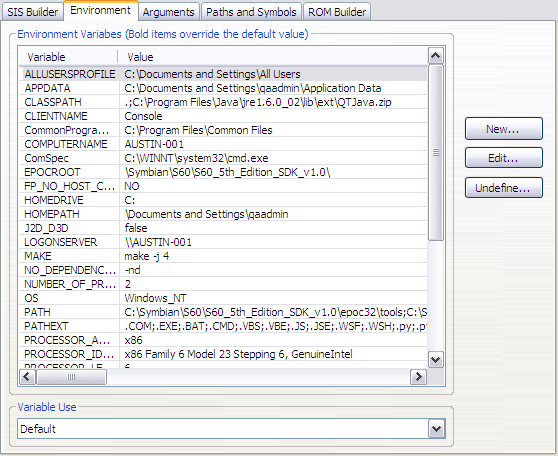 SIS Builder Environment Arguments Paths and Symbols ROM Builder
Environment Variabes (Bold items override the default value)
Variable Value
ALLUSERSPROFILE C:\Documents and Settings\All Users
APPDATA C:\Documents and Settings\qaadmin\Application Data
CLASSPATH .;C:\Program Files\Java\jre1.6.0_02\lib\ext\QTJava.zip
CLIENTNAME Console
CommonProgra... C:\Program Files\Common Files
COMPUTERNAME AUSTIN-001
ComSpec C:\WINNT\system32\cmd.exe
EPOCROOT \Symbian\S60\S60_5th_Edition_SDK_v1.0\
FP_NO_HOST_C... NO
HOMEDRIVE C:
HOMEPATH \Documents and Settings\qaadmin
J2D_D3D false
LOGONSERVER \\AUSTIN-001
MAKE make -j 4
NO_DEPENDENC... -nd
NUMBER_OF_PR... 2
OS Windows_NT
PATH C:\Symbian\S60\S60_5th_Edition_SDK_v1.0\epoc32\tools;C:\S
PATHEXT .COM;.EXE;.BAT;.CMD;.VBS;.VBE;.JS;.JSE;.WSF;.WSH;.py;.p
PROCESSOR_A... x86
PROCESSOR_ID... x86 Family 6 Model 23 Stepping 6, GenuineIntel
PROCESSOR_LE... 6
New...
Edit...
Undefine...
Variable Use
Default